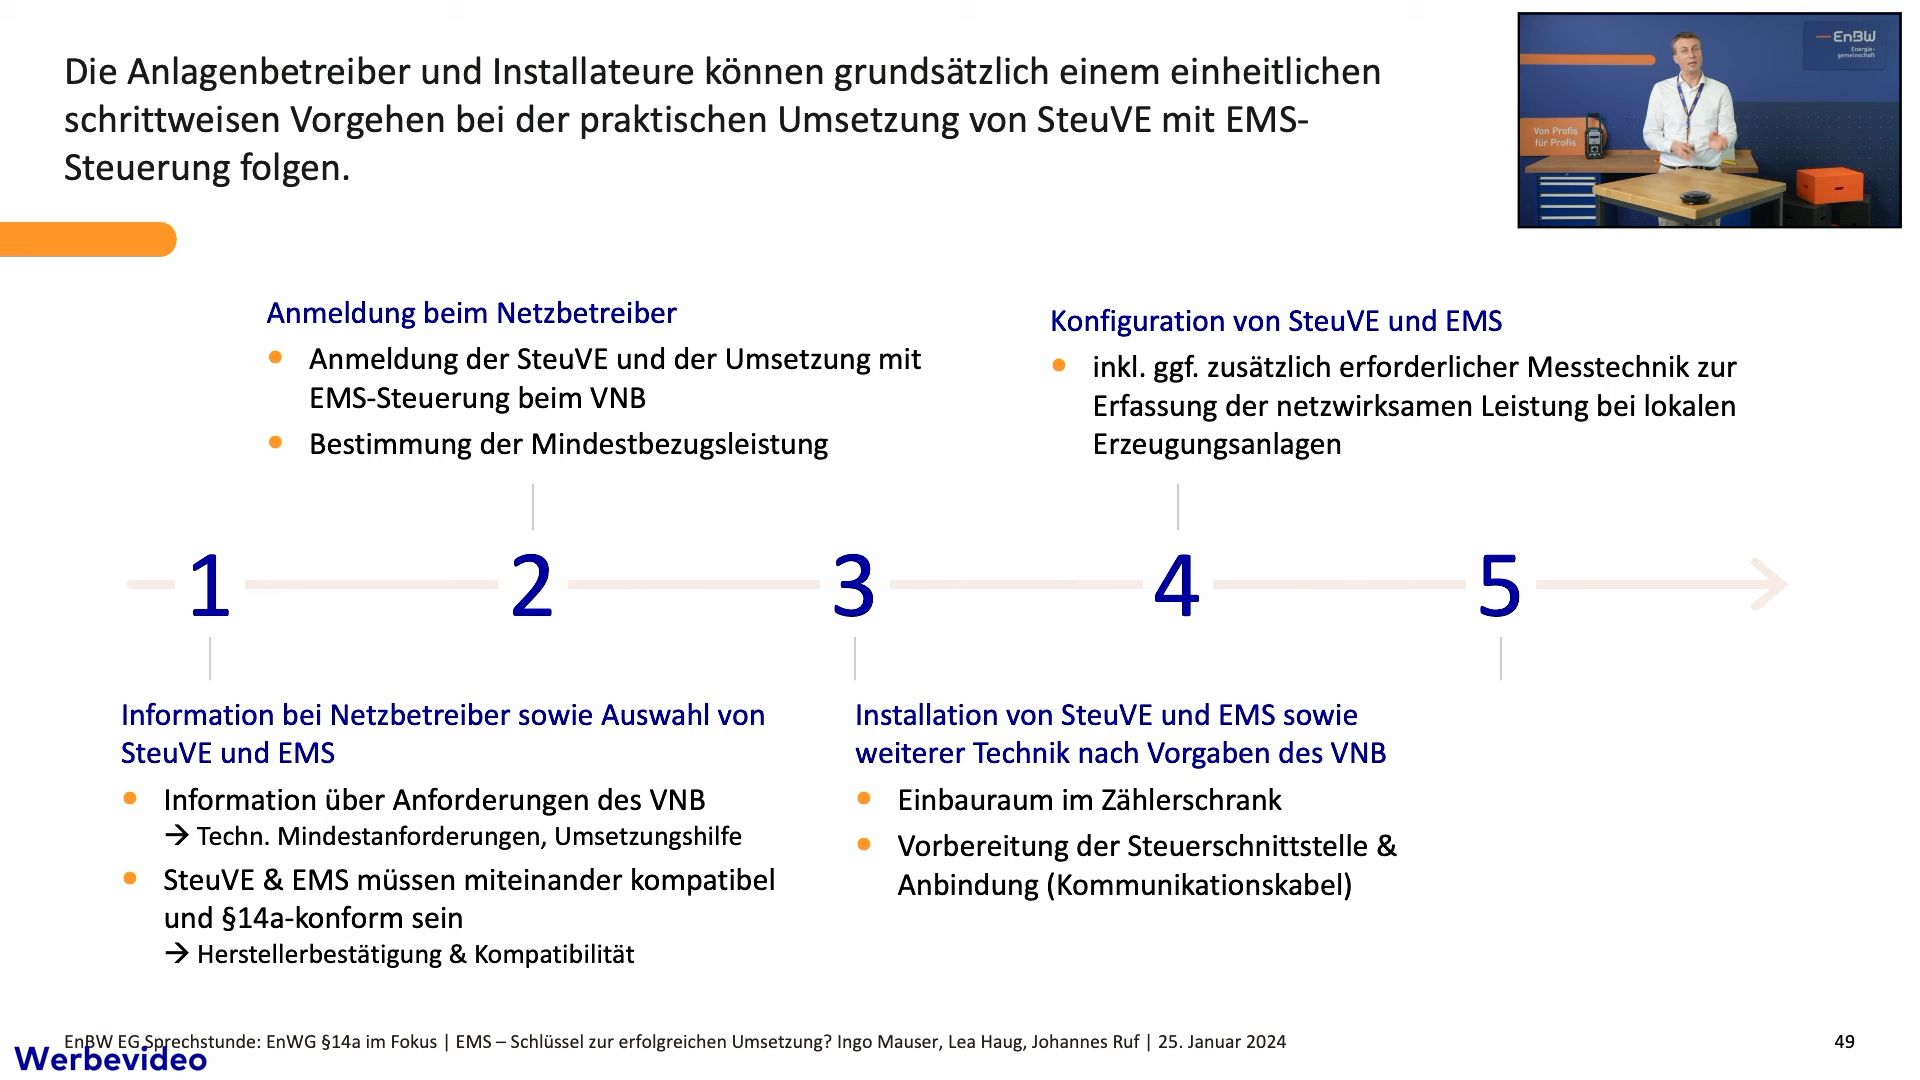 Die Anlagenbetreiber und Installateure können grundsätzlich einem einheitlichen
schrittweisen Vorgehen bei der praktischen Umsetzung von SteuVE mit EMS-
Steuerung folgen.
EnBW
Energie-
gemeinschaft
Von Profis
für Profis
Anmeldung beim Netzbetreiber
• Anmeldung der SteuVE und der Umsetzung mit
EMS-Steuerung beim VNB
• Bestimmung der Mindestbezugsleistung
Konfiguration von SteuVE und EMS
• inkl. ggf. zusätzlich erforderlicher Messtechnik zur
Erfassung der netzwirksamen Leistung bei lokalen
Erzeugungsanlagen
1 2 3 4 5
Information bei Netzbetreiber sowie Auswahl von
SteuVE und EMS
• Information über Anforderungen des VNB
→ Techn. Mindestanforderungen, Umsetzungshilfe
• SteuVE & EMS müssen miteinander kompatibel
und §14a-konform sein
→ Herstellerbestätigung & Kompatibilität
Installation von SteuVE und EMS sowie
weiterer Technik nach Vorgaben des VNB
• Einbauraum im Zählerschrank
• Vorbereitung der Steuerschnittstelle &
Anbindung (Kommunikationskabel)
EnBW EG Sprechstunde: EnWG §14a im Fokus | EMS – Schlüssel zur erfolgreichen Umsetzung? Ingo Mauser, Lea Haug, Johannes Ruf | 25. Januar 2024
49
Werbevideo